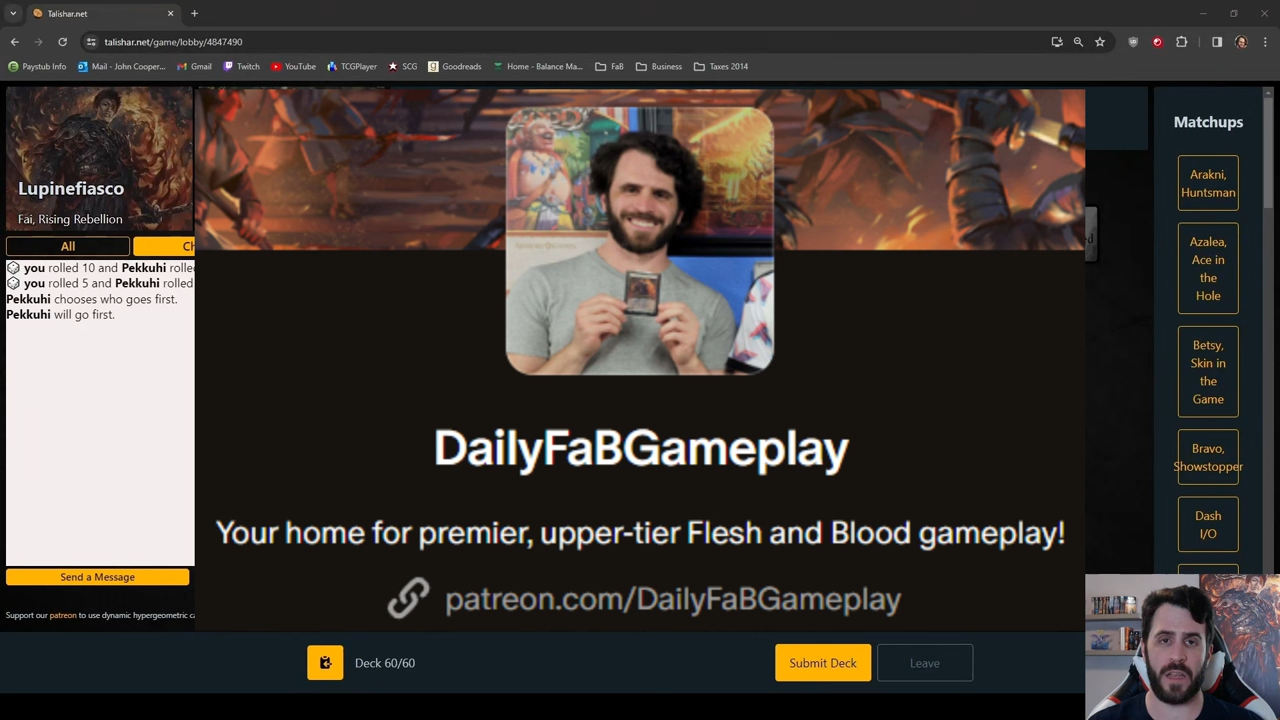 Talishar.net
talishar.net/game/lobby/4847490
Paystub Info
Mail - John Cooper...
Gmail
Twitch
YouTube
TCGPlayer
SCG
Goodreads
Home - Balance Ma...
FaB
Business
Taxes 2014
Lupinefiasco
Fai, Rising Rebellion
All
Ch
you rolled 10 and Pekkuhi rolle
you rolled 5 and Pekkuhi rolled
Pekkuhi chooses who goes first.
Pekkuhi will go first.
Send a Message
Support our patreon to use dynamic hypergeometric ca
DailyFaBGameplay
Your home for premier, upper-tier Flesh and Blood gameplay!
patreon.com/DailyFaBGameplay
Deck 60/60
Submit Deck
Leave
Matchups
Arakni,
Huntsman
Azalea,
Ace in
the
Hole
Betsy,
Skin in
the
Game
Bravo,
Showstopper
Dash
I/O